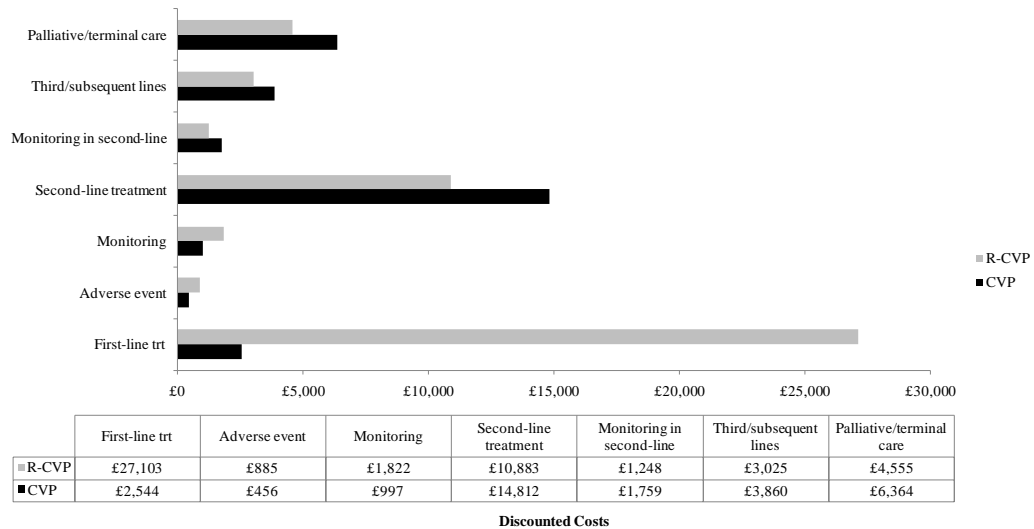 Palliative/terminal care
Third/subsequent lines
Monitoring in second-line
Second-line treatment
Monitoring
Adverse event
First-line trt
R-CVP
CVP
£0 £5,000 £10,000 £15,000 £20,000 £25,000 £30,000
First-line trt Adverse event Monitoring Second-line treatment Monitoring in second-line Third/subsequent lines Palliative/terminal care
R-CVP £27,103 £885 £1,822 £10,883 £1,248 £3,025 £4,555
CVP £2,544 £456 £997 £14,812 £1,759 £3,860 £6,364
Discounted Costs